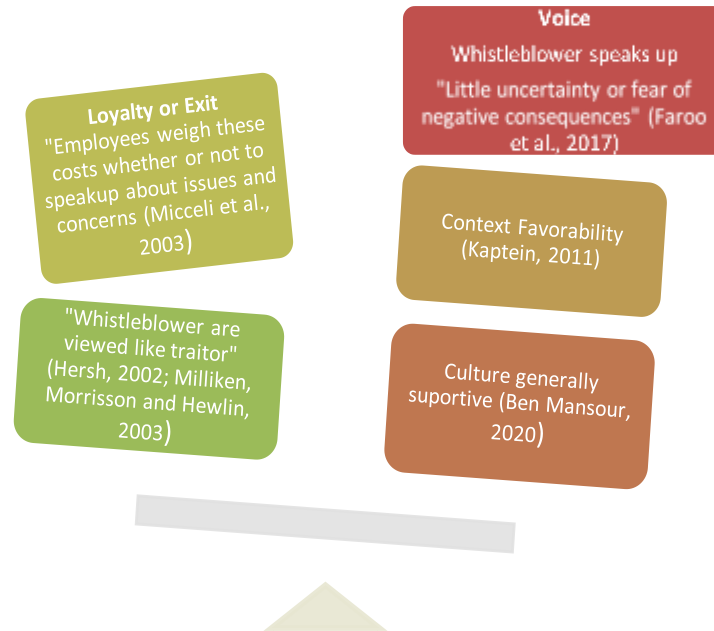 Loyalty or Exit
"Employees weigh these
costs whether or not to
speakup about issues and
concerns (Micceli et al.,
2003)
"Whistleblower are
viewed like traitor"
(Hersh, 2002; Milliken,
Morrisson and Hewlin,
2003)
Voice
Whistleblower speaks up
"Little uncertainty or fear of
negative consequences" (Faroo
et al., 2017)
Context Favorability
(Kaptein, 2011)
Culture generally
suportive (Ben Mansour,
2020)